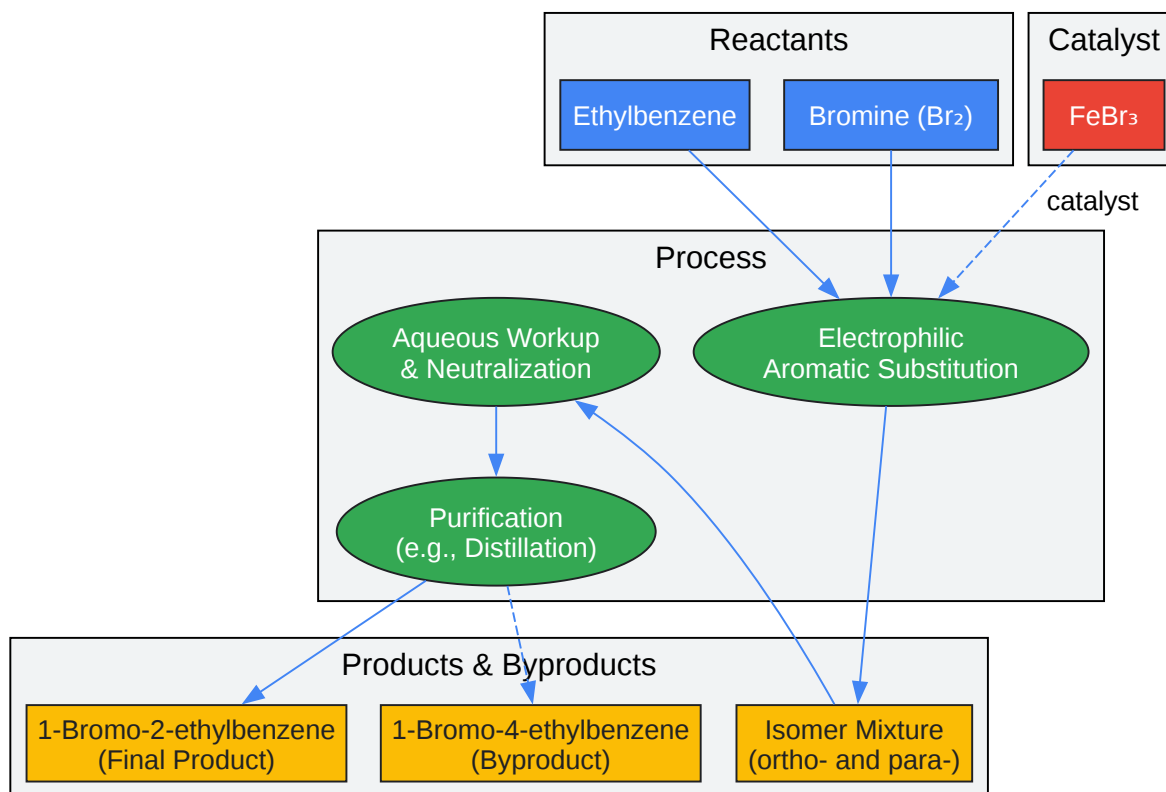 Reactants
Catalyst
Ethylbenzene
Bromine (Br₂)
FeBr₃
catalyst
Process
Aqueous Workup
& Neutralization
Electrophilic
Aromatic Substitution
Purification
(e.g., Distillation)
Products & Byproducts
1-Bromo-2-ethylbenzene
(Final Product)
1-Bromo-4-ethylbenzene
(Byproduct)
Isomer Mixture
(ortho- and para-)